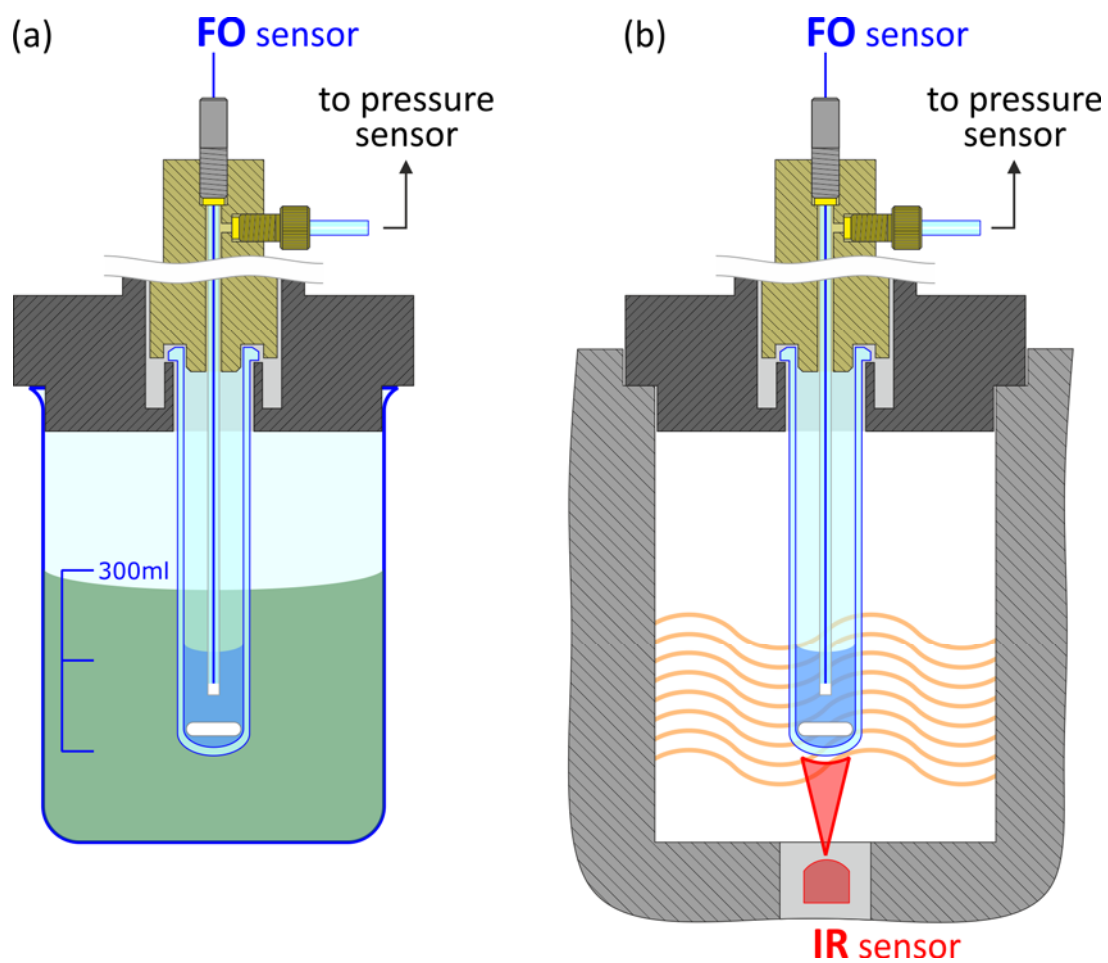 (a)
FO sensor
to pressure
sensor
300ml
(b)
FO sensor
to pressure
sensor
IR sensor